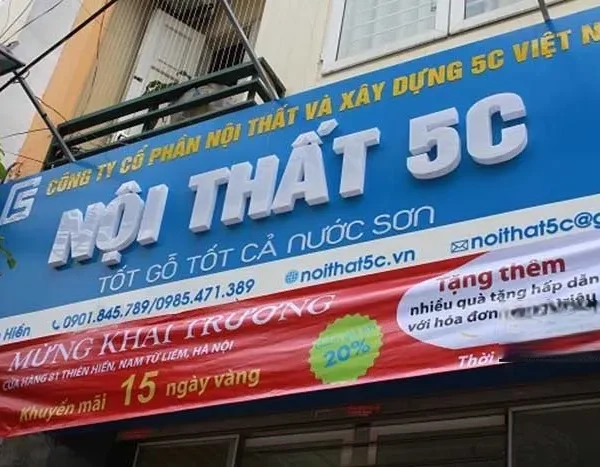 5C CÔNG TY CỔ PHẦN NỘI THẤT VÀ XÂY DỰNG 5C VIỆT N
NỘI THẤT 5C
TỐT GỖ TỐT CẢ NƯỚC SƠN
Hiền 0901.845.789/0985.471.389 noithat5c.vn noithat5c@g
MỪNG KHAI TRƯƠNG
CỬA HÀNG 81 THIÊN HIỀN, NAM TỪ LIÊM, HÀ NỘI
Khuyến mãi 15 ngày vàng
20%
Tặng thêm
nhiều quà tặng hấp dẫn
với hóa đơn
Thời